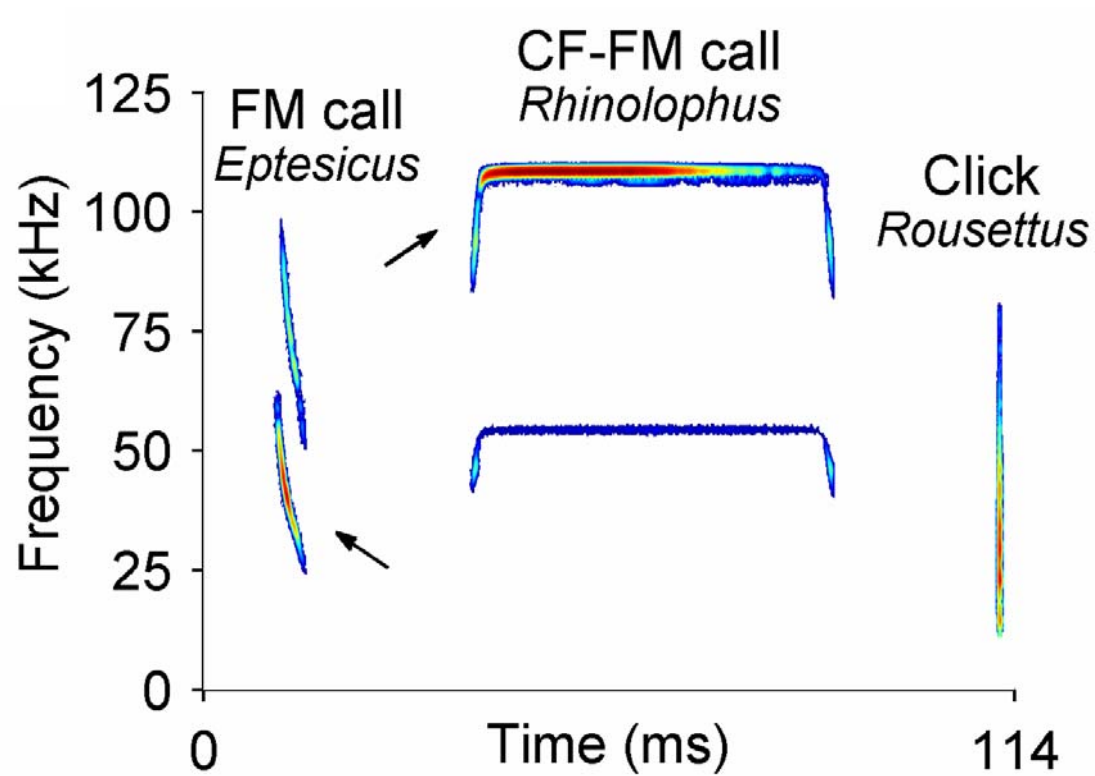 CF-FM call
Rhinolophus
FM call
Eptesicus
Click
Rousettus
Frequency (kHz)
125
100
75
50
25
0
0
Time (ms)
114